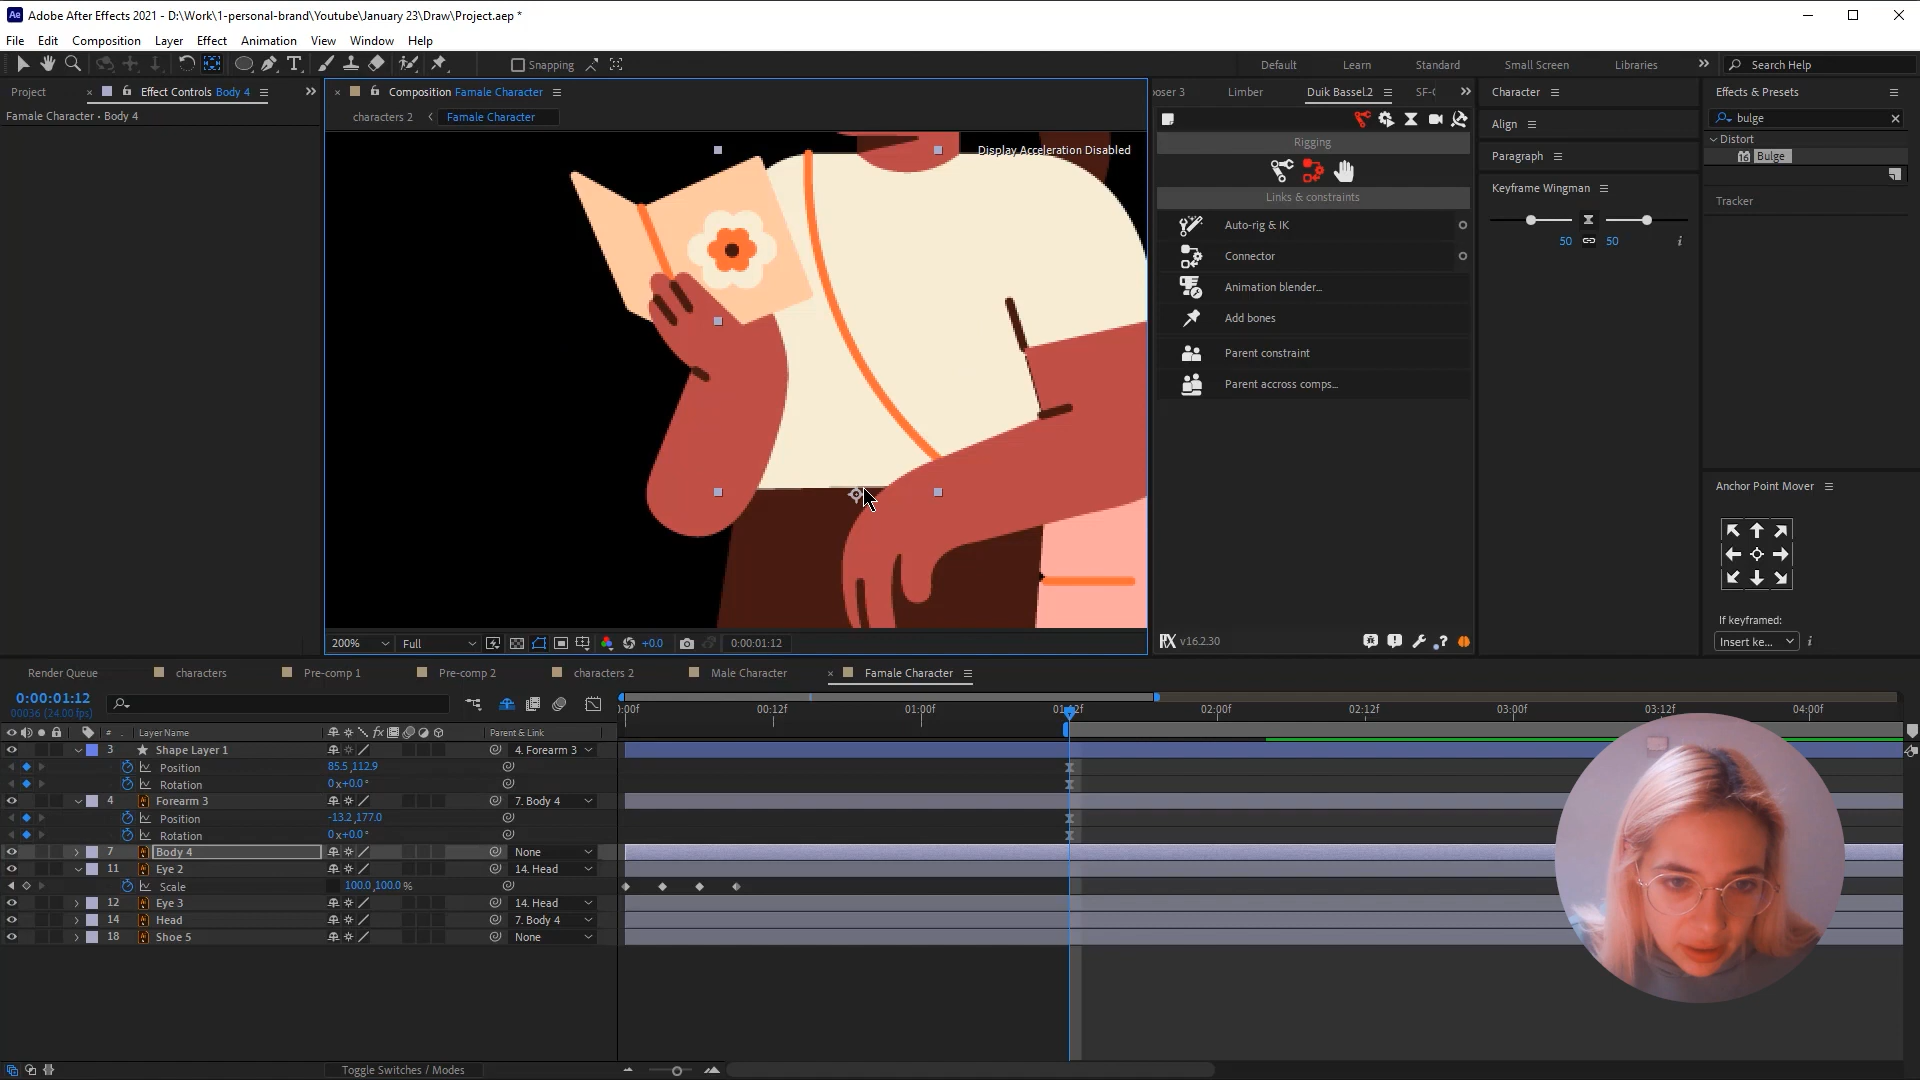 Adobe After Effects 2021 - D:\Work\1-personal-brand\Youtube\January 23\Draw\Project.aep *
File Edit Composition Layer Effect Animation View Window Help
Snapping Default Learn Standard Small Screen Libraries Search Help
Project Effect Controls Body 4
Famale Character • Body 4
Composition Famale Character
characters 2 Famale Character
Display Acceleration Disabled
200% Full +0.0 0:00:01:12
oser 3 Limber Duik Bassel.2
Rigging
Links & constraints
Auto-rig & IK
Connector
Animation blender...
Add bones
Parent constraint
Parent accross comps...
v16.2.30
Character
Align
Paragraph
Keyframe Wingman
50 50
Effects & Presets
bulge
Distort
Bulge
Tracker
Anchor Point Mover
If keyframed:
Insert ke...
Render Queue characters Pre-comp 1 Pre-comp 2 characters 2 Male Character Famale Character
0:00:01:12
00036 (24.00 fps)
:00f 00:12f 01:00f 01:12f 02:00f 02:12f 03:00f 03:12f 04:00f
# Layer Name Parent & Link
3 Shape Layer 1 4. Forearm 3
Position 85.5,112.9
Rotation 0x+0.0°
4 Forearm 3 7. Body 4
Position -13.2,177.0
Rotation 0x+0.0°
7 Body 4 None
11 Eye 2 14. Head
Scale 100.0,100.0%
12 Eye 3 14. Head
14 Head 7. Body 4
18 Shoe 5 None
Toggle Switches / Modes